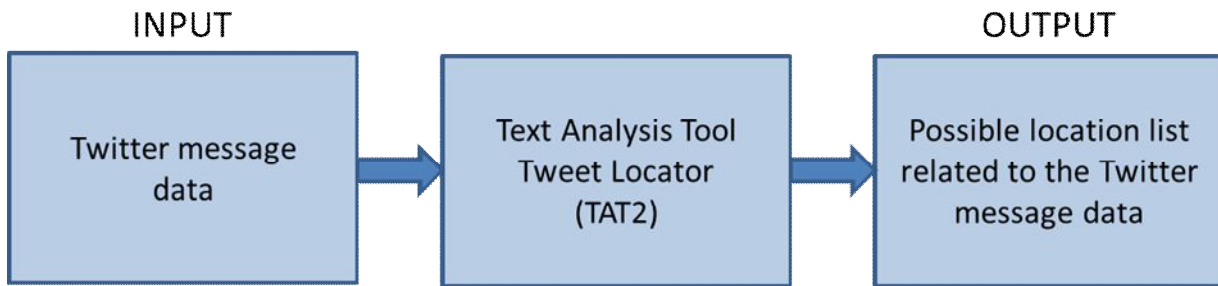 INPUT
Twitter message
data
Text Analysis Tool
Tweet Locator
(TAT2)
OUTPUT
Possible location list
related to the Twitter
message data